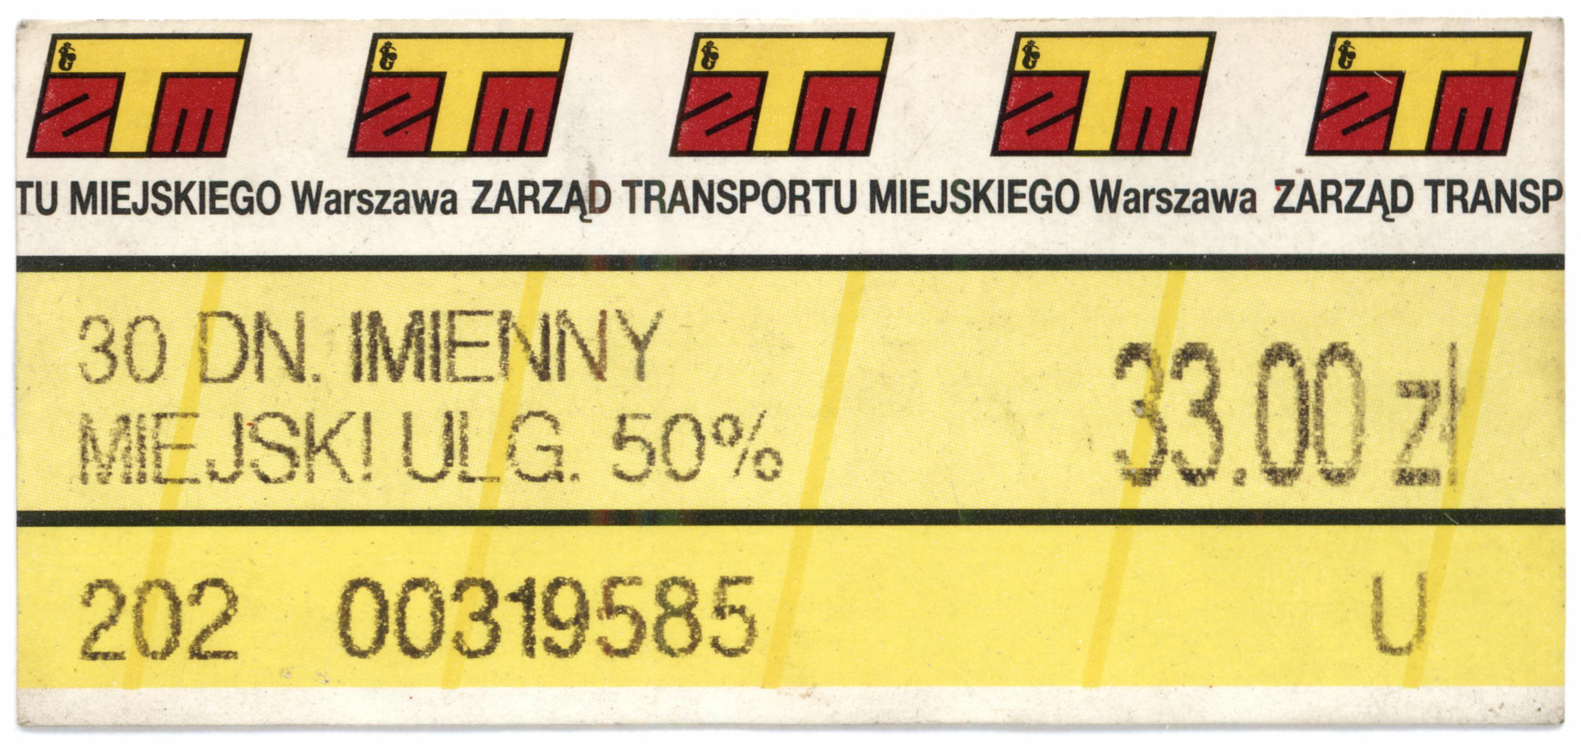 ZTM ZTM ZTM ZTM ZTM
TU MIEJSKIEGO Warszawa ZARZĄD TRANSPORTU MIEJSKIEGO Warszawa ZARZĄD TRANSP
30 DN. IMIENNY
MIEJSKI ULG. 50%
33.00 zł
202 00319585 U